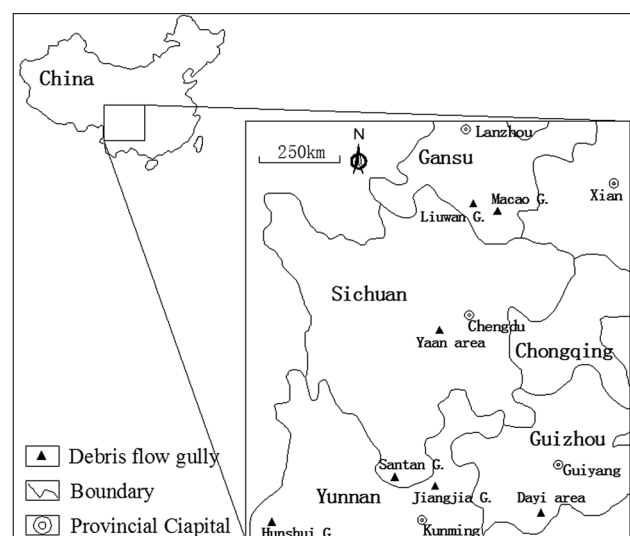 China
N
250km
Lanzhou
Gansu
Macao G.
Xian
Liuwan G.
Sichuan
Chengdu
Yaan area
Chongqing
Guizhou
Santan G.
Guiyang
Debris flow gully
Boundary
Yunnan
Jiangjia G.
Dayi area
Provincial Ciapital
Hunshui G.
Kunming